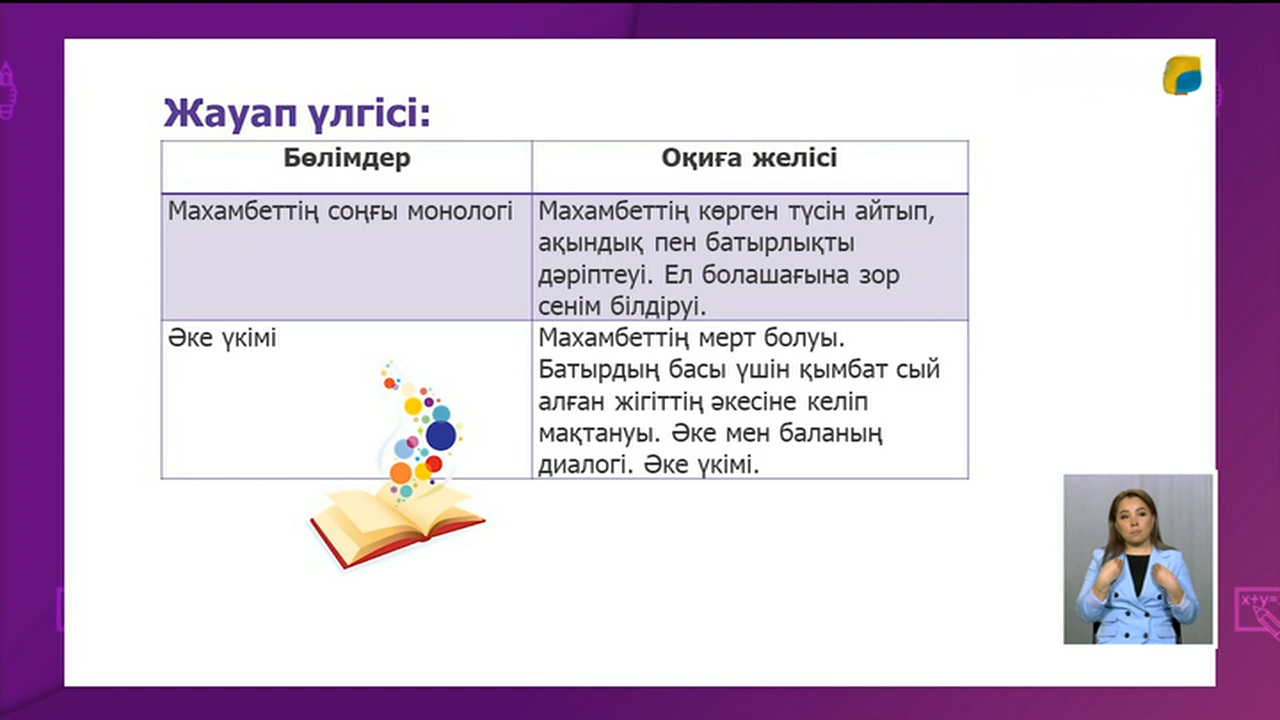 Жауап үлгісі:
Бөлімдер
Оқиға желісі
Махамбеттің соңғы монологі
Махамбеттің көрген түсін айтып,
ақындық пен батырлықты
дәріптеуі. Ел болашағына зор
сенім білдіруі.
Әке үкімі
Махамбеттің мерт болуы.
Батырдың басы үшін қымбат сый
алған жігіттің әкесіне келіп
мақтануы. Әке мен баланың
диалогі. Әке үкімі.
x+y=